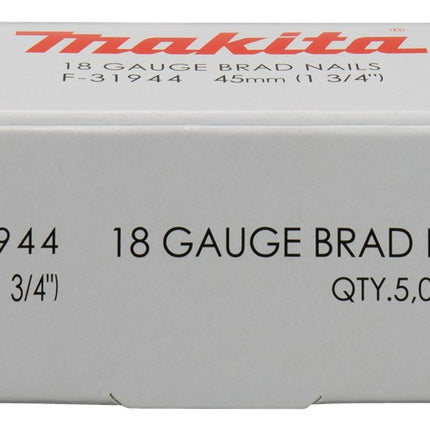 makita®
18 GAUGE BRAD NAILS
F-31944 45mm (1 3/4")
944 18 GAUGE BRAD
3/4") QTY.5,0